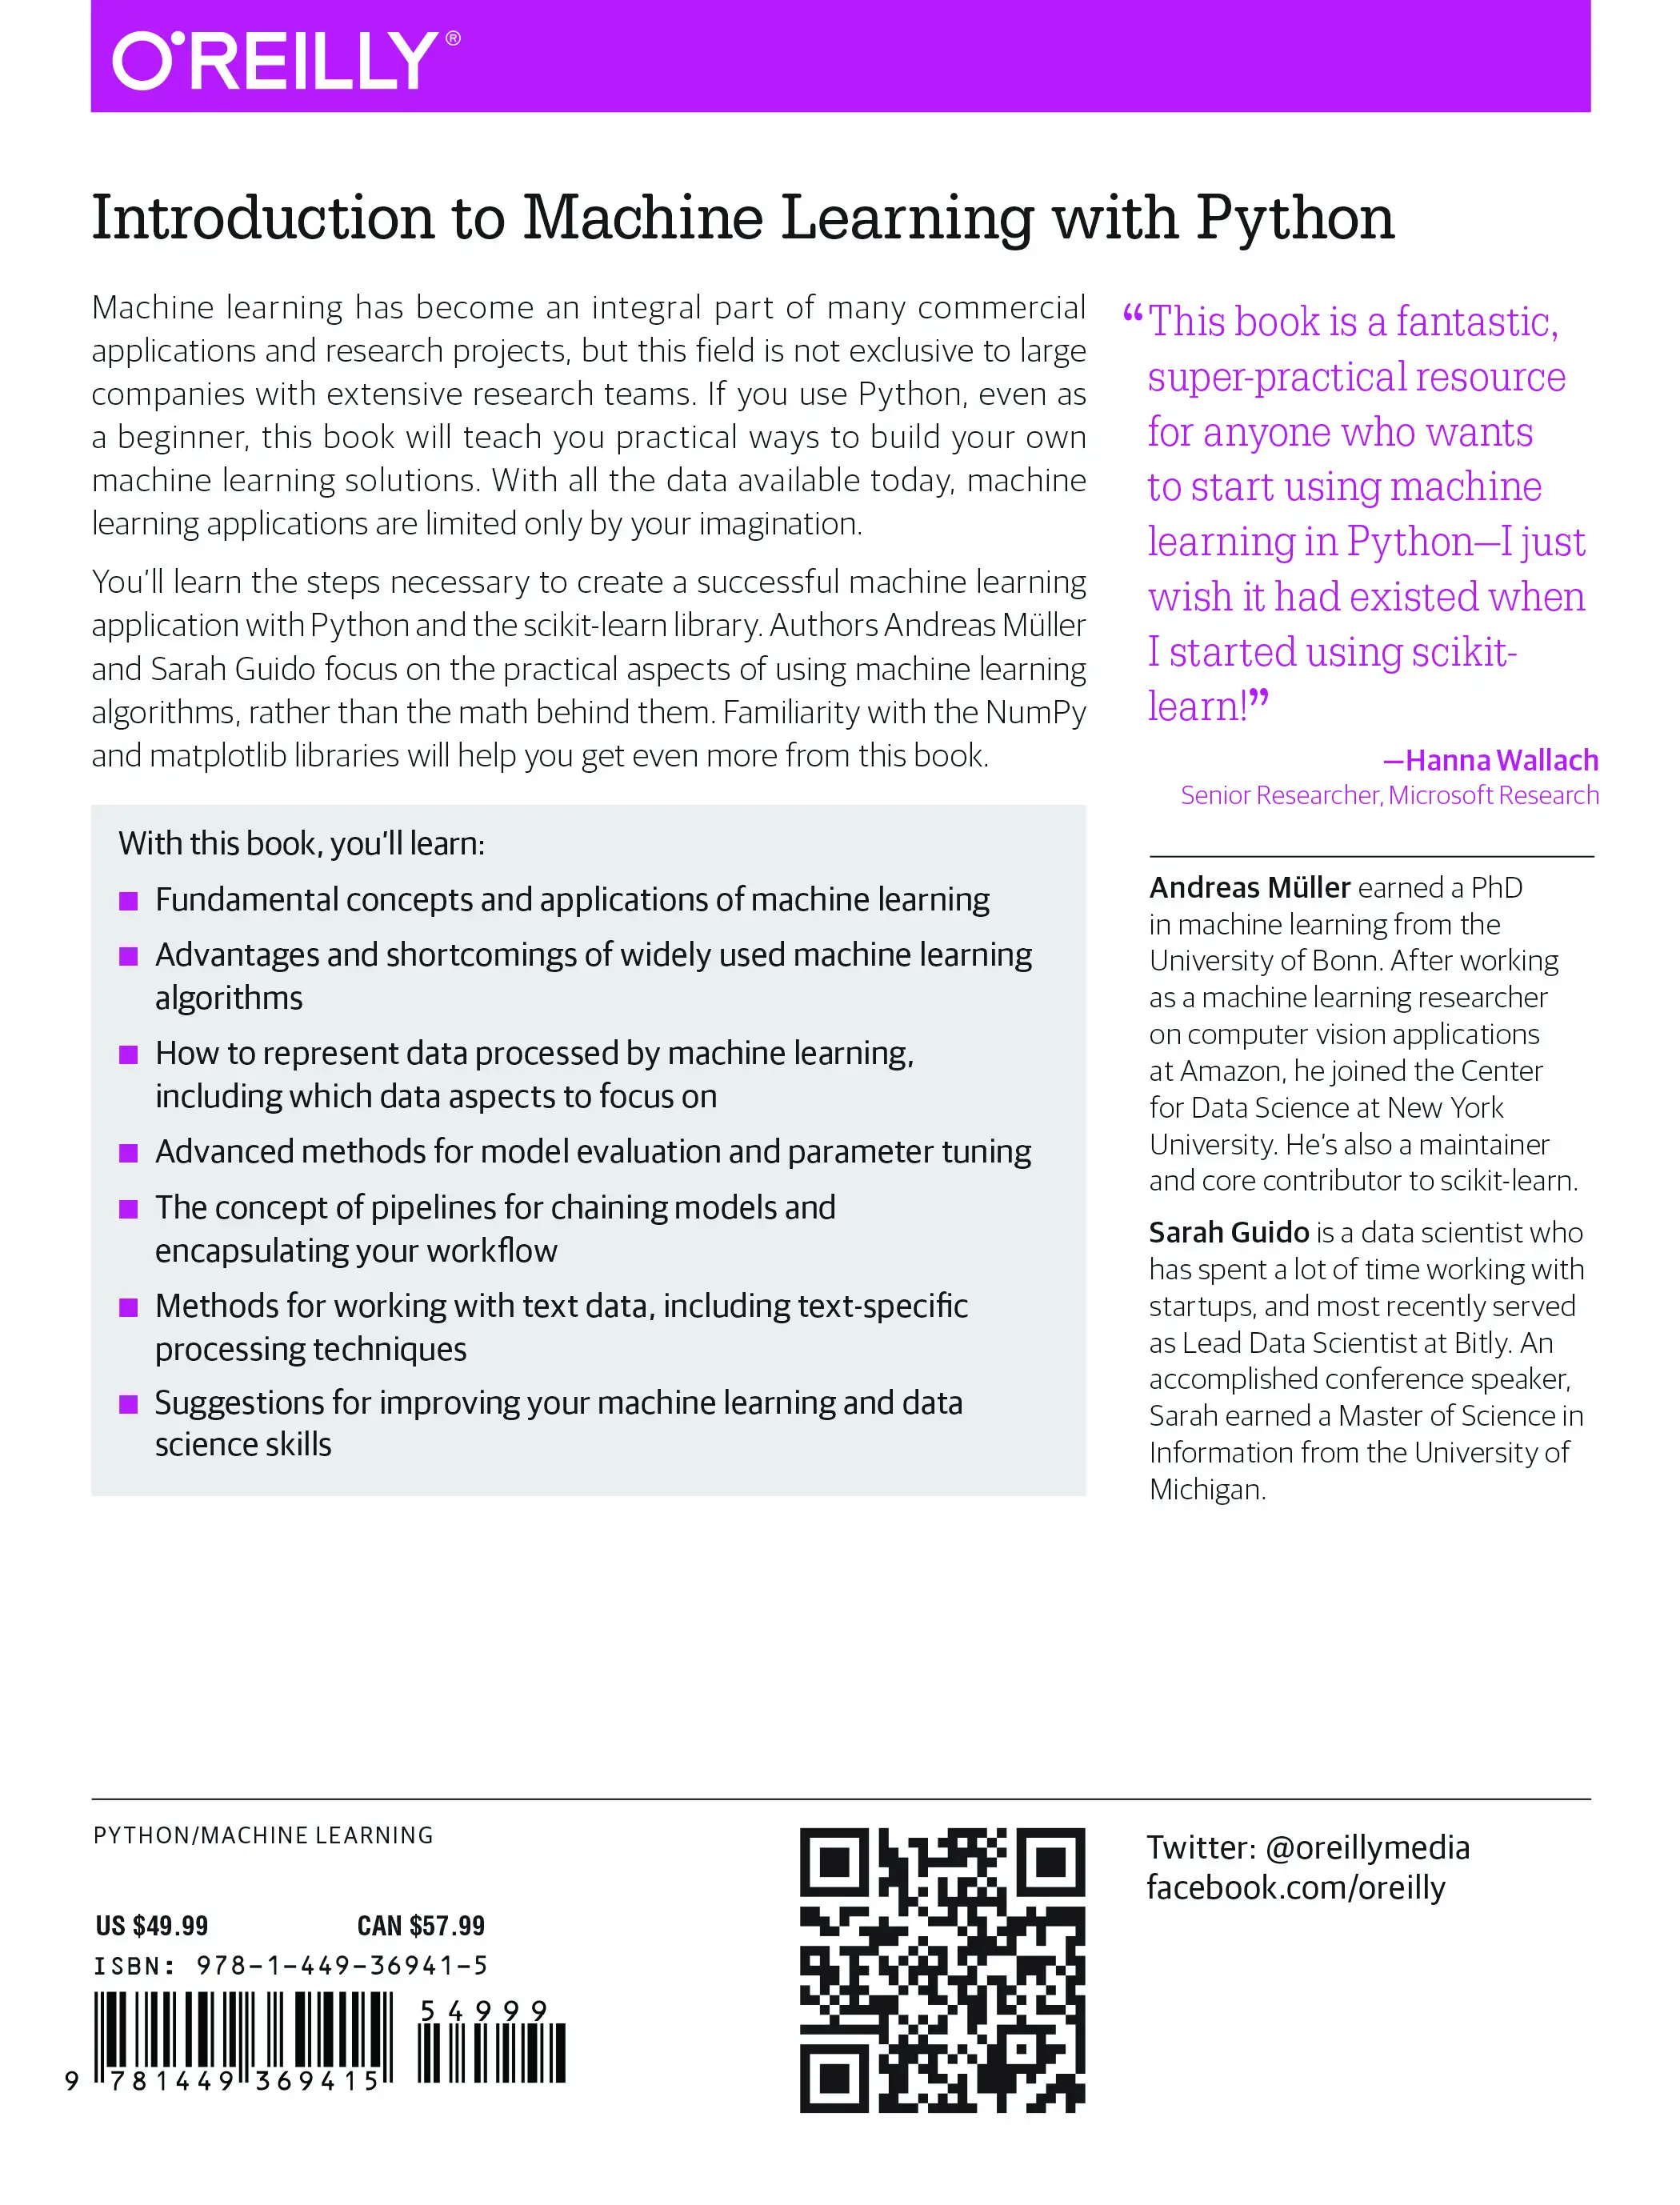 O'REILLY®
Introduction to Machine Learning with Python
Machine learning has become an integral part of many commercial
applications and research projects, but this field is not exclusive to large
companies with extensive research teams. If you use Python, even as
a beginner, this book will teach you practical ways to build your own
machine learning solutions. With all the data available today, machine
learning applications are limited only by your imagination.
You’ll learn the steps necessary to create a successful machine learning
application with Python and the scikit-learn library. Authors Andreas Müller
and Sarah Guido focus on the practical aspects of using machine learning
algorithms, rather than the math behind them. Familiarity with the NumPy
and matplotlib libraries will help you get even more from this book.
With this book, you’ll learn:
■ Fundamental concepts and applications of machine learning
■ Advantages and shortcomings of widely used machine learning
algorithms
■ How to represent data processed by machine learning,
including which data aspects to focus on
■ Advanced methods for model evaluation and parameter tuning
■ The concept of pipelines for chaining models and
encapsulating your workflow
■ Methods for working with text data, including text-specific
processing techniques
■ Suggestions for improving your machine learning and data
science skills
“This book is a fantastic,
super-practical resource
for anyone who wants
to start using machine
learning in Python—I just
wish it had existed when
I started using scikit-
learn!”
—Hanna Wallach
Senior Researcher, Microsoft Research
Andreas Müller earned a PhD
in machine learning from the
University of Bonn. After working
as a machine learning researcher
on computer vision applications
at Amazon, he joined the Center
for Data Science at New York
University. He’s also a maintainer
and core contributor to scikit-learn.
Sarah Guido is a data scientist who
has spent a lot of time working with
startups, and most recently served
as Lead Data Scientist at Bitly. An
accomplished conference speaker,
Sarah earned a Master of Science in
Information from the University of
Michigan.
PYTHON/MACHINE LEARNING
US $49.99 CAN $57.99
ISBN: 978-1-449-36941-5
54999
9 781449 369415
Twitter: @oreillymedia
facebook.com/oreilly